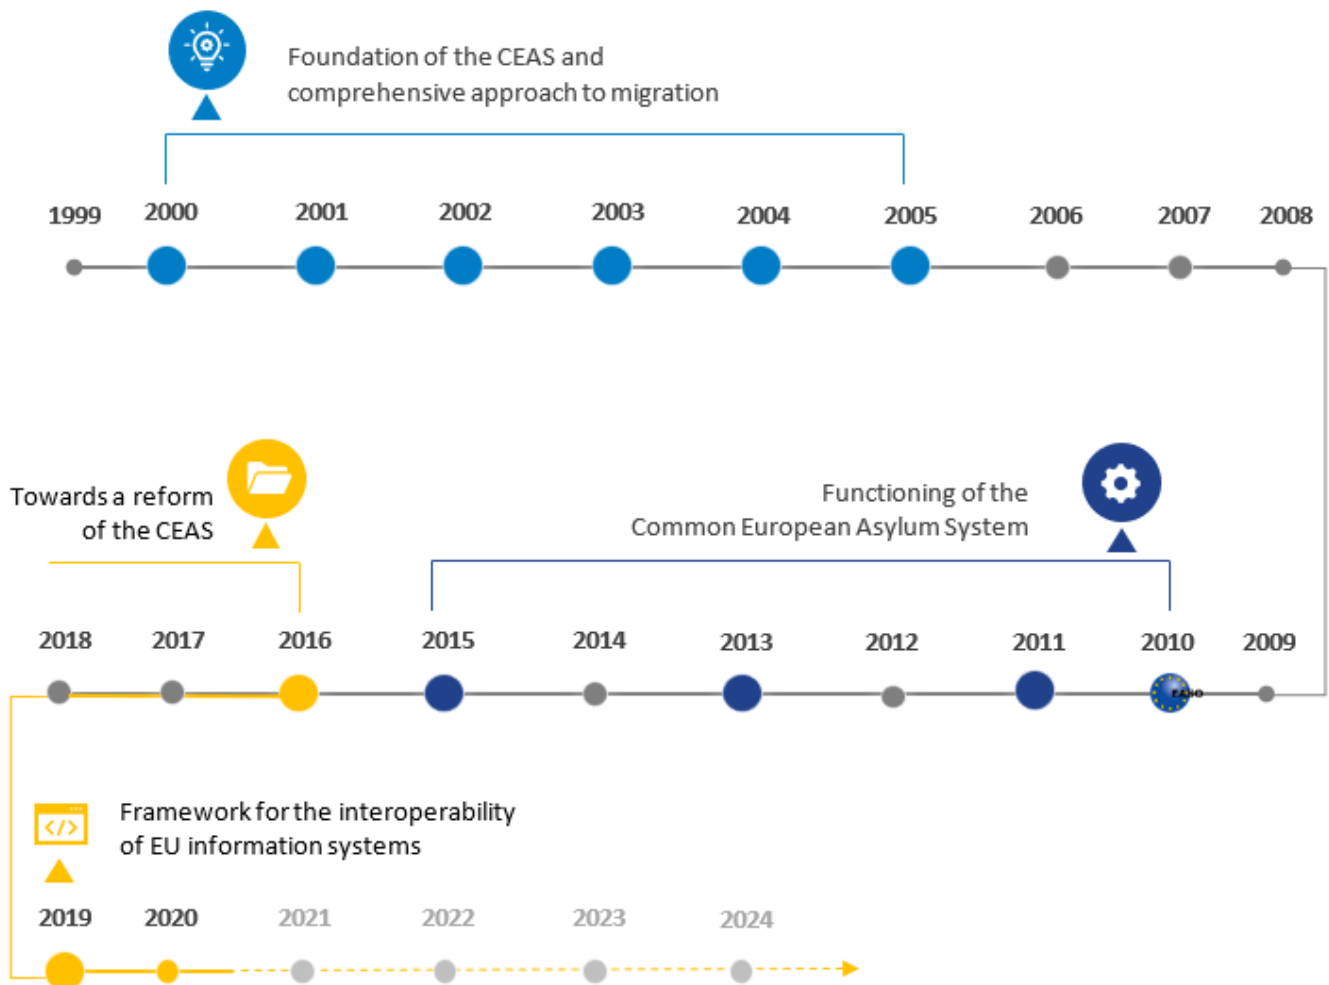 Foundation of the CEAS and
comprehensive approach to migration
1999 2000 2001 2002 2003 2004 2005 2006 2007 2008
Towards a reform
of the CEAS
Functioning of the
Common European Asylum System
2018 2017 2016 2015 2014 2013 2012 2011 2010 2009
EASO
</>
Framework for the interoperability
of EU information systems
2019 2020 2021 2022 2023 2024